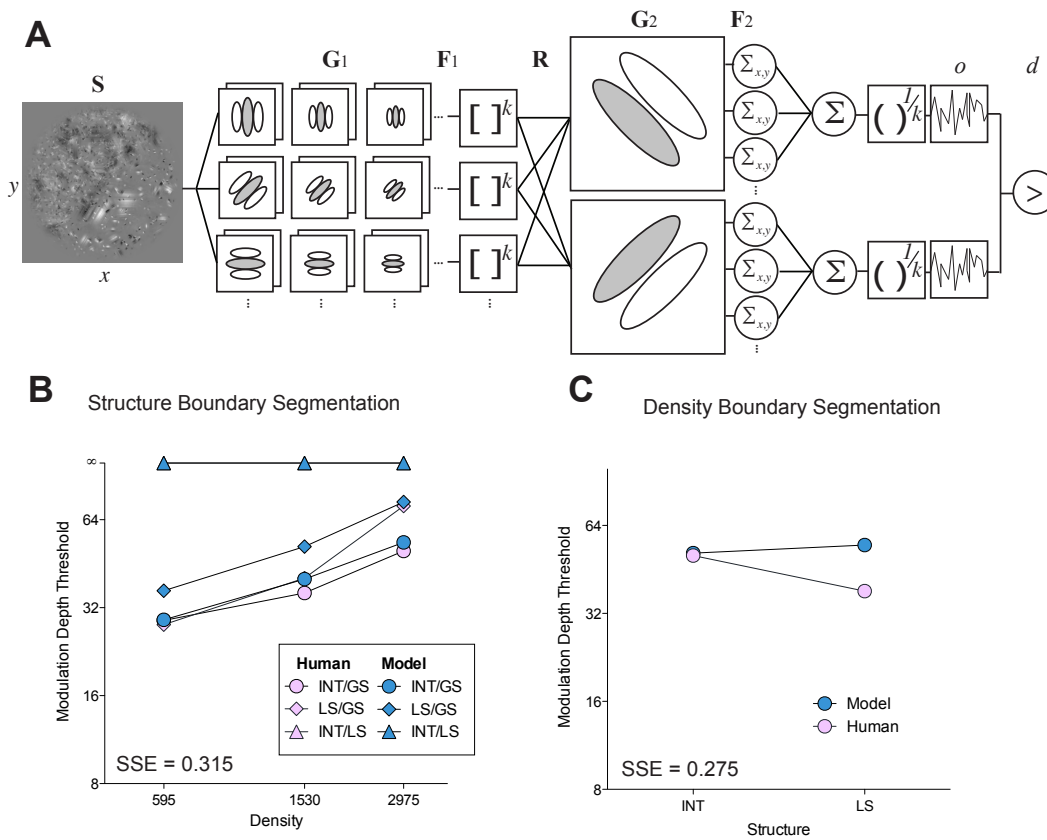 A
S
G1
F1
R
G2
F2
o
d
y
x
[ ]k
[ ]k
[ ]k
...
...
...
Σx,y
Σx,y
Σx,y
Σx,y
Σx,y
Σx,y
Σ
Σ
( )1/k
( )1/k
>
B
Structure Boundary Segmentation
Modulation Depth Threshold
∞
64
32
16
8
Human Model
INT/GS INT/GS
LS/GS LS/GS
INT/LS INT/LS
SSE = 0.315
595 1530 2975
Density
C
Density Boundary Segmentation
Modulation Depth Threshold
64
32
16
8
Model
Human
SSE = 0.275
INT LS
Structure